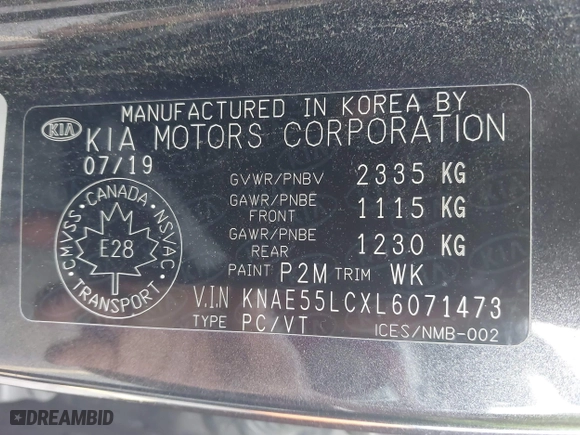 MANUFACTURED IN KOREA BY
KIA KIA MOTORS CORPORATION
07/19
GVWR/PNBV 2335 KG
GAWR/PNBE FRONT 1115 KG
GAWR/PNBE REAR 1230 KG
PAINT P2M TRIM WK
V.I.N KNAE55LCXL6071473
TYPE PC/VT ICES/NMB-002
CMVSS · CANADA · NSVAC
E28
TRANSPORT
DREAMBID